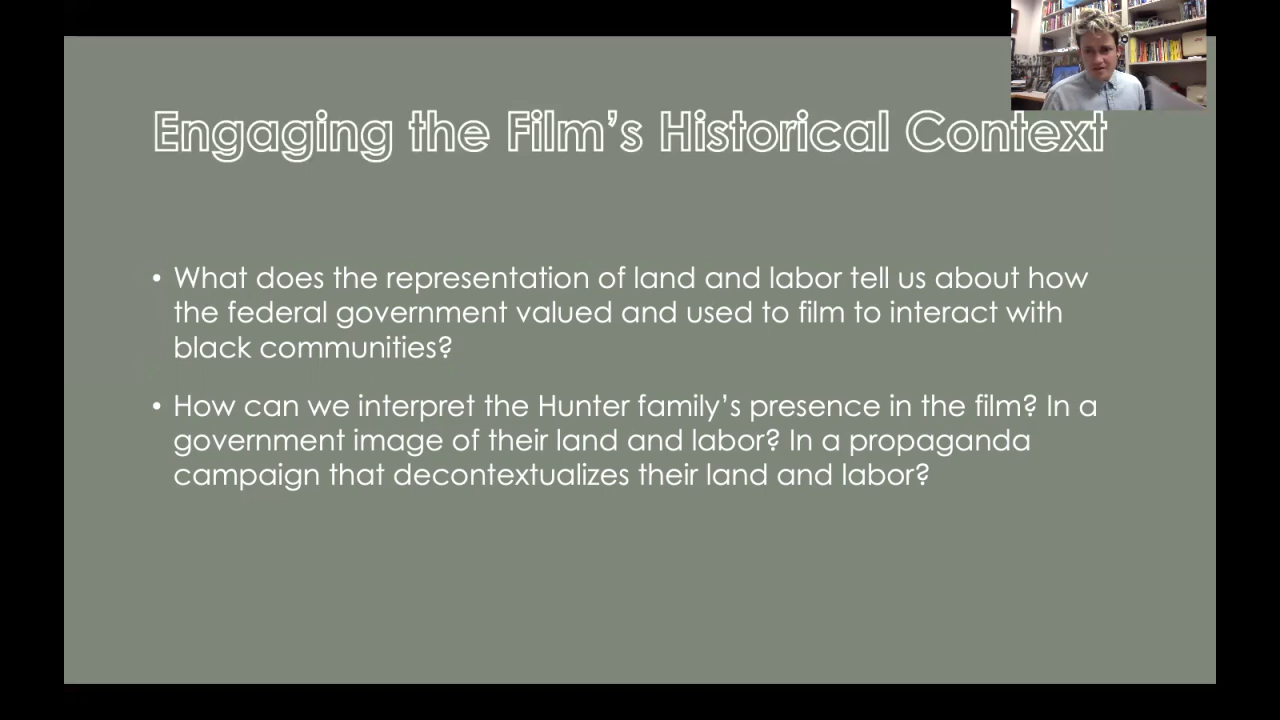 Engaging the Film’s Historical Context
• What does the representation of land and labor tell us about how
the federal government valued and used to film to interact with
black communities?
• How can we interpret the Hunter family’s presence in the film? In a
government image of their land and labor? In a propaganda
campaign that decontextualizes their land and labor?